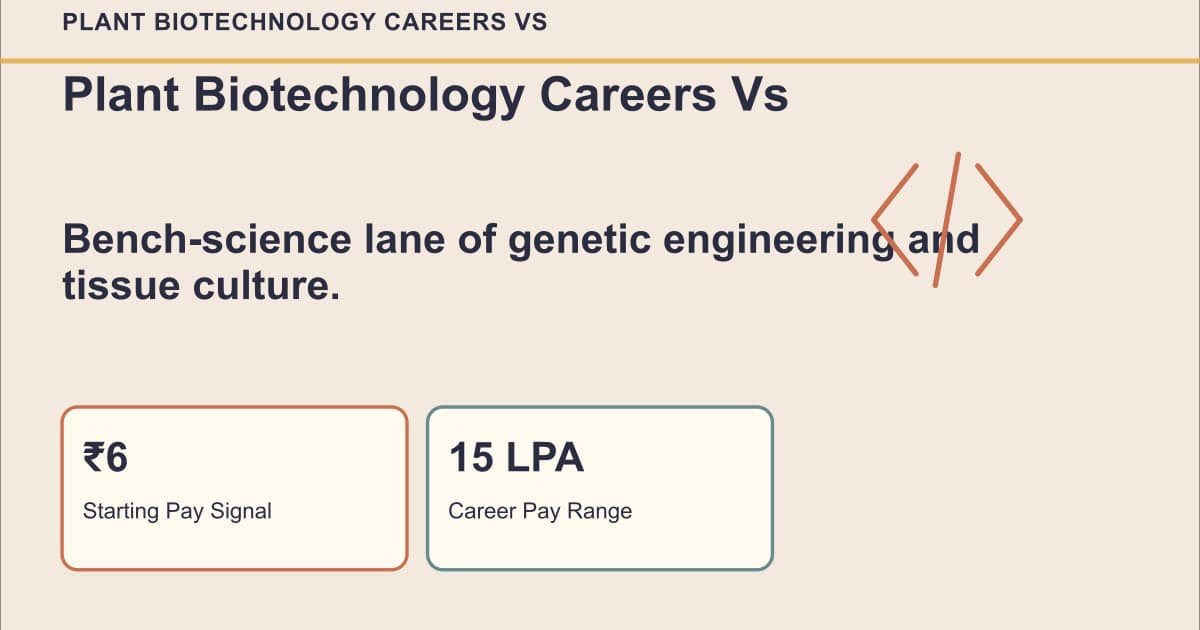 PLANT BIOTECHNOLOGY CAREERS VS
Plant Biotechnology Careers Vs
Bench-science lane of genetic engineering and
tissue culture.
₹6
Starting Pay Signal
15 LPA
Career Pay Range